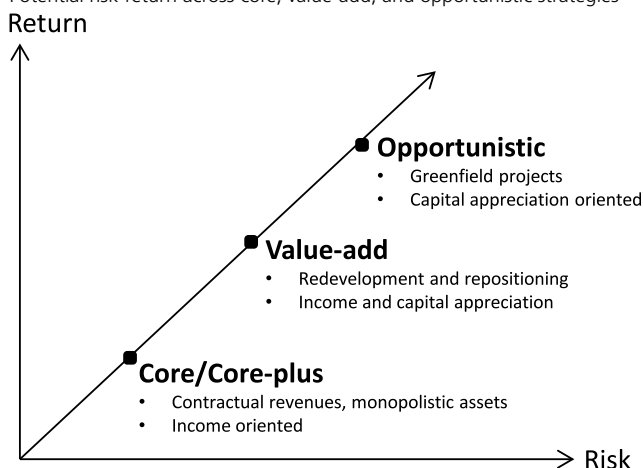 Potential risk-return across core, value-add, and opportunistic strategies
Return
Opportunistic
• Greenfield projects
• Capital appreciation oriented
Value-add
• Redevelopment and repositioning
• Income and capital appreciation
Core/Core-plus
• Contractual revenues, monopolistic assets
• Income oriented
Risk